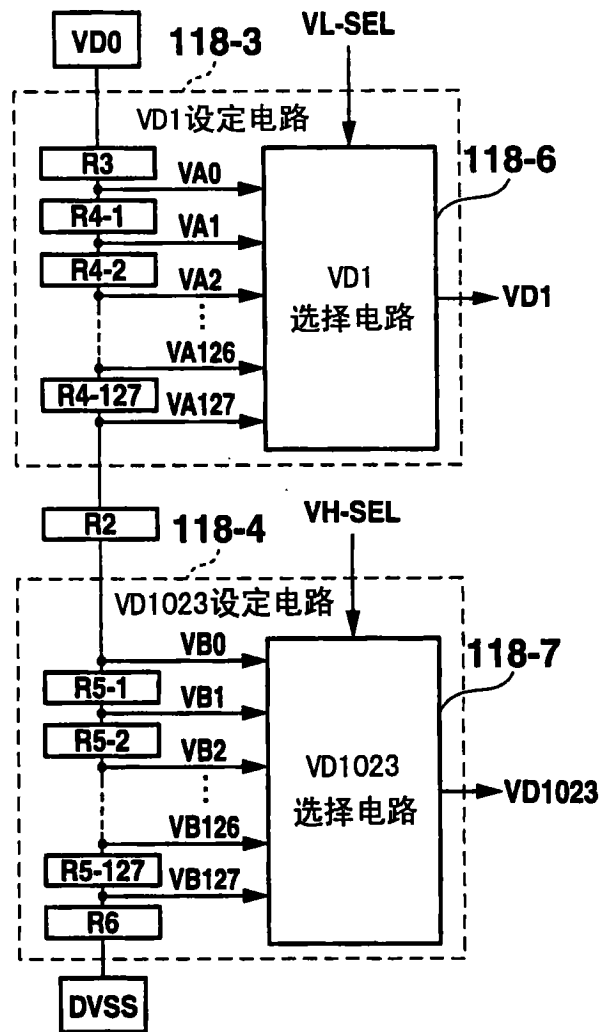 VD0
118-3
VL-SEL
VD1设定电路
118-6
R3
VA0
R4-1
VA1
R4-2
VA2
VD1
选择电路
VD1
VA126
R4-127
VA127
R2
118-4
VH-SEL
VD1023设定电路
118-7
VB0
R5-1
VB1
R5-2
VB2
VD1023
选择电路
VD1023
VB126
R5-127
VB127
R6
DVSS